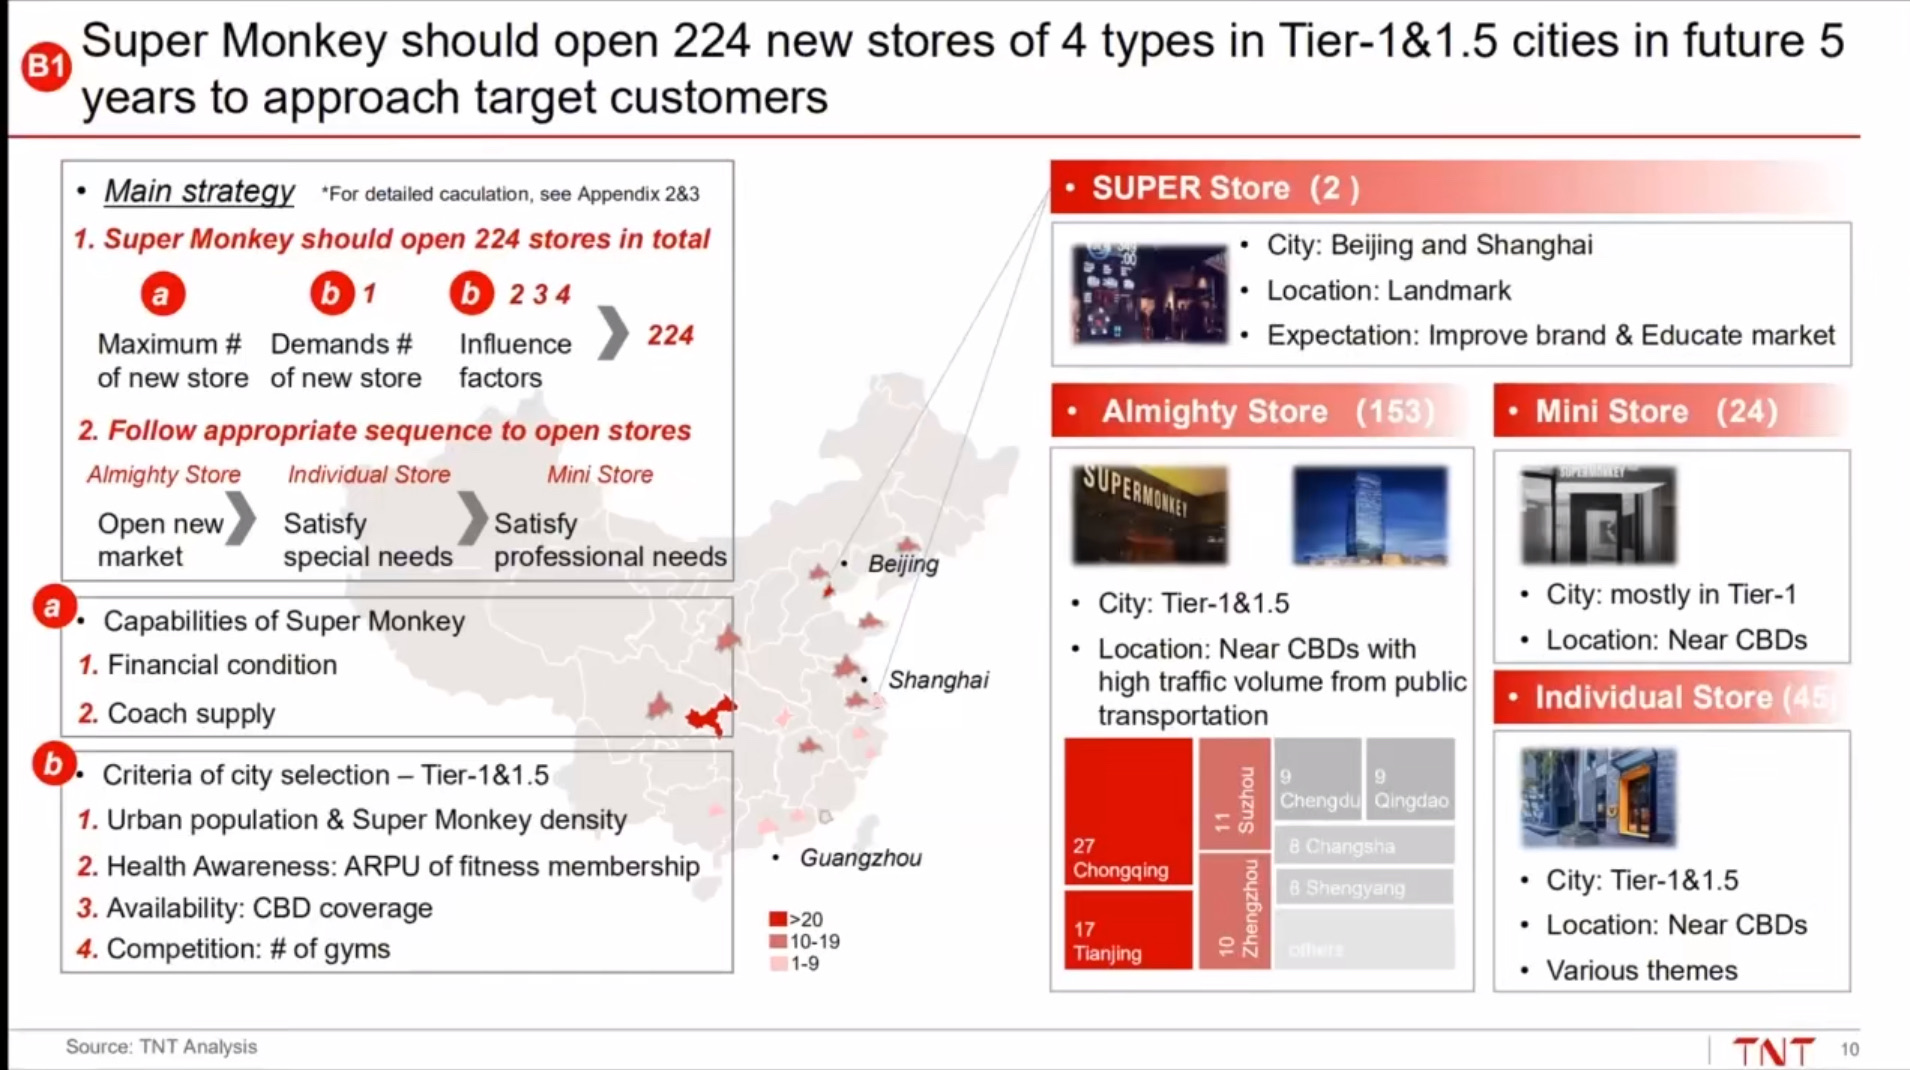 B1
Super Monkey should open 224 new stores of 4 types in Tier-1&1.5 cities in future 5
years to approach target customers
• Main strategy *For detailed caculation, see Appendix 2&3
1. Super Monkey should open 224 stores in total
a b 1 b 2 3 4
Maximum # Demands # Influence
of new store of new store factors
224
2. Follow appropriate sequence to open stores
Almighty Store Individual Store Mini Store
Open new Satisfy Satisfy
market special needs professional needs
a
• Capabilities of Super Monkey
1. Financial condition
2. Coach supply
b
• Criteria of city selection – Tier-1&1.5
1. Urban population & Super Monkey density
2. Health Awareness: ARPU of fitness membership
3. Availability: CBD coverage
4. Competition: # of gyms
• Beijing
• Shanghai
• Guangzhou
>20
10-19
1-9
• SUPER Store (2 )
• City: Beijing and Shanghai
• Location: Landmark
• Expectation: Improve brand & Educate market
• Almighty Store (153)
SUPERMONKEY
• City: Tier-1&1.5
• Location: Near CBDs with
high traffic volume from public
transportation
27
Chongqing
17
Tianjing
11
Suzhou
10
Zhengzhou
9
Chengdu
9
Qingdao
8 Changsha
8 Shengyang
others
• Mini Store (24)
SUPERMONKEY
• City: mostly in Tier-1
• Location: Near CBDs
• Individual Store (45)
• City: Tier-1&1.5
• Location: Near CBDs
• Various themes
Source: TNT Analysis
TNT 10